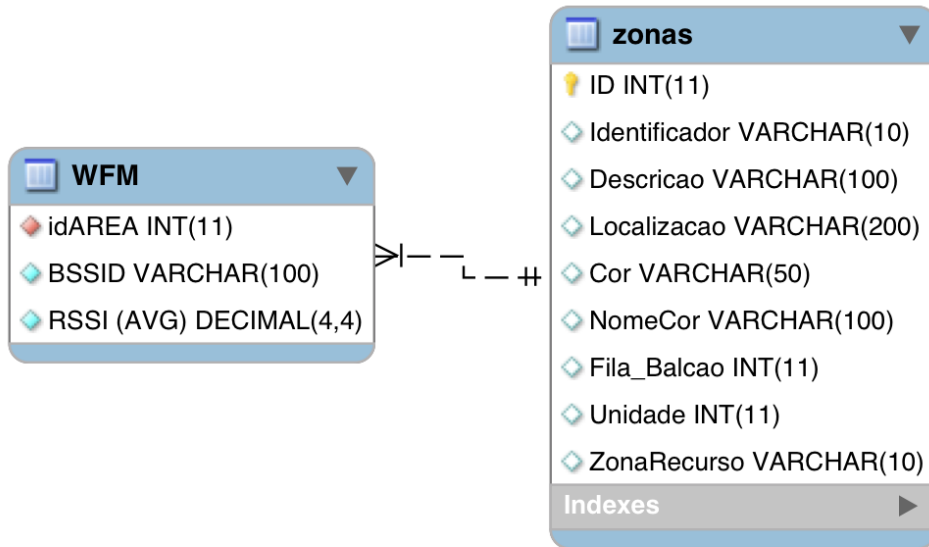 WFM
idAREA INT(11)
BSSID VARCHAR(100)
RSSI (AVG) DECIMAL(4,4)
zonas
ID INT(11)
Identificador VARCHAR(10)
Descricao VARCHAR(100)
Localizacao VARCHAR(200)
Cor VARCHAR(50)
NomeCor VARCHAR(100)
Fila_Balcao INT(11)
Unidade INT(11)
ZonaRecurso VARCHAR(10)
Indexes